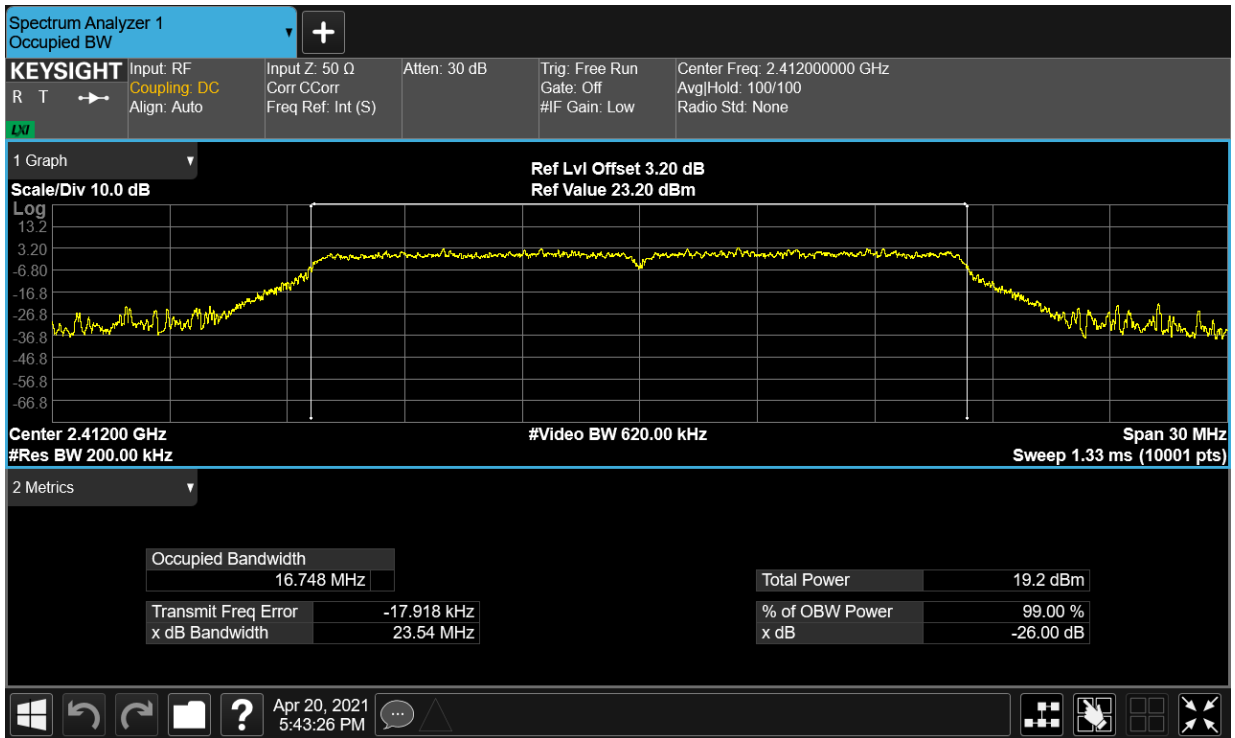 Spectrum Analyzer 1
Occupied BW
KEYSIGHT
R T
LXI
Input: RF
Coupling: DC
Align: Auto
Input Z: 50 Ω
Corr CCorr
Freq Ref: Int (S)
Atten: 30 dB
Trig: Free Run
Gate: Off
#IF Gain: Low
Center Freq: 2.412000000 GHz
Avg|Hold: 100/100
Radio Std: None
1 Graph
Scale/Div 10.0 dB
Ref Lvl Offset 3.20 dB
Ref Value 23.20 dBm
Log
13.2
3.20
-6.80
-16.8
-26.8
-36.8
-46.8
-56.8
-66.8
Center 2.41200 GHz
#Res BW 200.00 kHz
#Video BW 620.00 kHz
Span 30 MHz
Sweep 1.33 ms (10001 pts)
2 Metrics
Occupied Bandwidth
16.748 MHz
Transmit Freq Error -17.918 kHz
x dB Bandwidth 23.54 MHz
Total Power 19.2 dBm
% of OBW Power 99.00 %
x dB -26.00 dB
?
Apr 20, 2021
5:43:26 PM